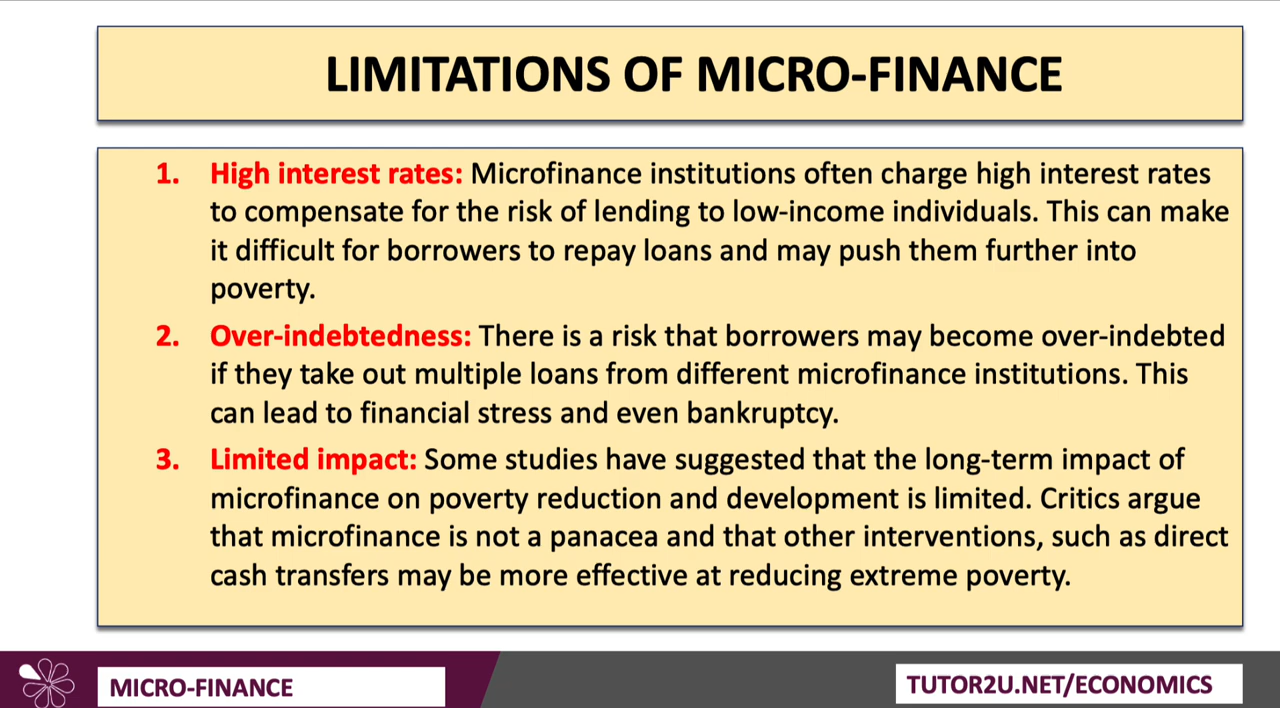 LIMITATIONS OF MICRO-FINANCE
1. High interest rates: Microfinance institutions often charge high interest rates
to compensate for the risk of lending to low-income individuals. This can make
it difficult for borrowers to repay loans and may push them further into
poverty.
2. Over-indebtedness: There is a risk that borrowers may become over-indebted
if they take out multiple loans from different microfinance institutions. This
can lead to financial stress and even bankruptcy.
3. Limited impact: Some studies have suggested that the long-term impact of
microfinance on poverty reduction and development is limited. Critics argue
that microfinance is not a panacea and that other interventions, such as direct
cash transfers may be more effective at reducing extreme poverty.
MICRO-FINANCE
TUTOR2U.NET/ECONOMICS